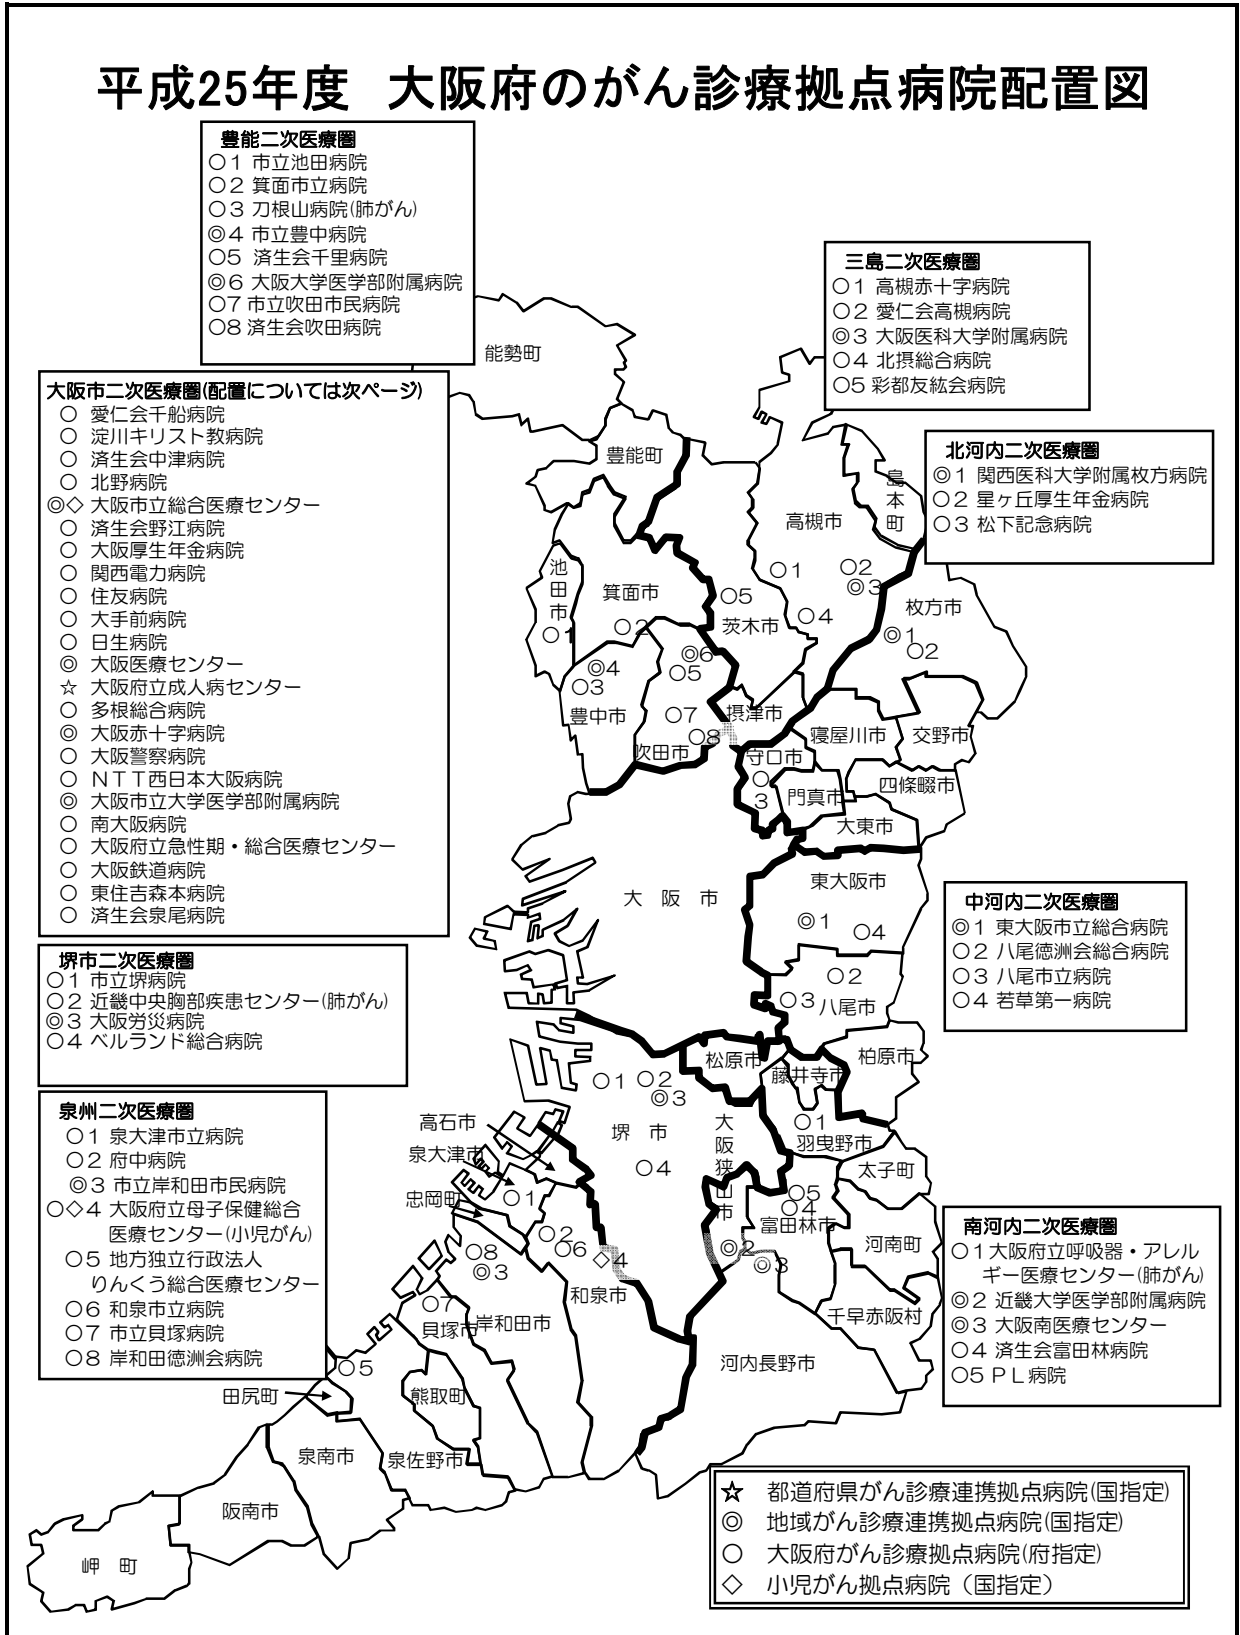 平成25年度 大阪府のがん診療拠点病院配置図
豊能二次医療圏
○1 市立池田病院
○2 箕面市立病院
○3 刀根山病院(肺がん)
◎4 市立豊中病院
○5 済生会千里病院
◎6 大阪大学医学部附属病院
○7 市立吹田市民病院
○8 済生会吹田病院
三島二次医療圏
○1 高槻赤十字病院
○2 愛仁会高槻病院
◎3 大阪医科大学附属病院
○4 北摂総合病院
○5 彩都友紘会病院
大阪市二次医療圏(配置については次ページ)
○ 愛仁会千船病院
○ 淀川キリスト教病院
○ 済生会中津病院
○ 北野病院
◎◇ 大阪市立総合医療センター
○ 済生会野江病院
○ 大阪厚生年金病院
○ 関西電力病院
○ 住友病院
○ 大手前病院
○ 日生病院
◎ 大阪医療センター
☆ 大阪府立成人病センター
○ 多根総合病院
◎ 大阪赤十字病院
○ 大阪警察病院
○ NTT西日本大阪病院
◎ 大阪市立大学医学部附属病院
○ 南大阪病院
○ 大阪府立急性期・総合医療センター
○ 大阪鉄道病院
○ 東住吉森本病院
○ 済生会泉尾病院
北河内二次医療圏
◎1 関西医科大学附属枚方病院
○2 星ヶ丘厚生年金病院
○3 松下記念病院
中河内二次医療圏
◎1 東大阪市立総合病院
○2 八尾徳洲会総合病院
○3 八尾市立病院
○4 若草第一病院
堺市二次医療圏
○1 市立堺病院
○2 近畿中央胸部疾患センター(肺がん)
◎3 大阪労災病院
○4 ベルランド総合病院
泉州二次医療圏
○1 泉大津市立病院
○2 府中病院
◎3 市立岸和田市民病院
○◇4 大阪府立母子保健総合
医療センター(小児がん)
○5 地方独立行政法人
りんくう総合医療センター
○6 和泉市立病院
○7 市立貝塚病院
○8 岸和田徳洲会病院
南河内二次医療圏
○1大阪府立呼吸器・アレル
ギー医療センター(肺がん)
◎2 近畿大学医学部附属病院
◎3 大阪南医療センター
○4 済生会富田林病院
○5 PL病院
能勢町
豊能町
島本町
高槻市
○1
○2
◎3
○4
池田市
○1
箕面市
○2
○5
茨木市
枚方市
◎1
○2
◎4
○3
豊中市
◎6
○5
○7
○8
吹田市
摂津市
寝屋川市
交野市
守口市
○3
門真市
四條畷市
大東市
大 阪 市
東大阪市
◎1
○4
○2
○3
八尾市
松原市
藤井寺市
柏原市
○1
羽曳野市
○1
○2
◎3
堺 市
○4
高石市
泉大津市
忠岡町
○1
大阪狭山市
◎2
太子町
○5
○4
富田林市
◎3
河南町
千早赤阪村
河内長野市
○2
○6
◇4
和泉市
○8
◎3
岸和田市
○7
貝塚市
○5
熊取町
田尻町
泉佐野市
泉南市
阪南市
岬 町
☆ 都道府県がん診療連携拠点病院(国指定)
◎ 地域がん診療連携拠点病院(国指定)
○ 大阪府がん診療拠点病院(府指定)
◇ 小児がん拠点病院(国指定)